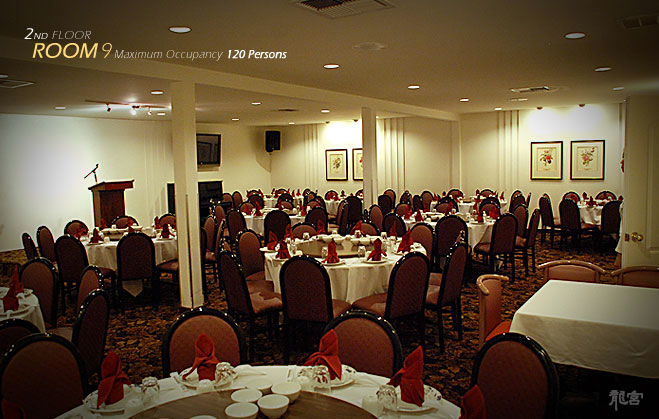 2ND FLOOR
ROOM 9 Maximum Occupancy 120 Persons
龍宮